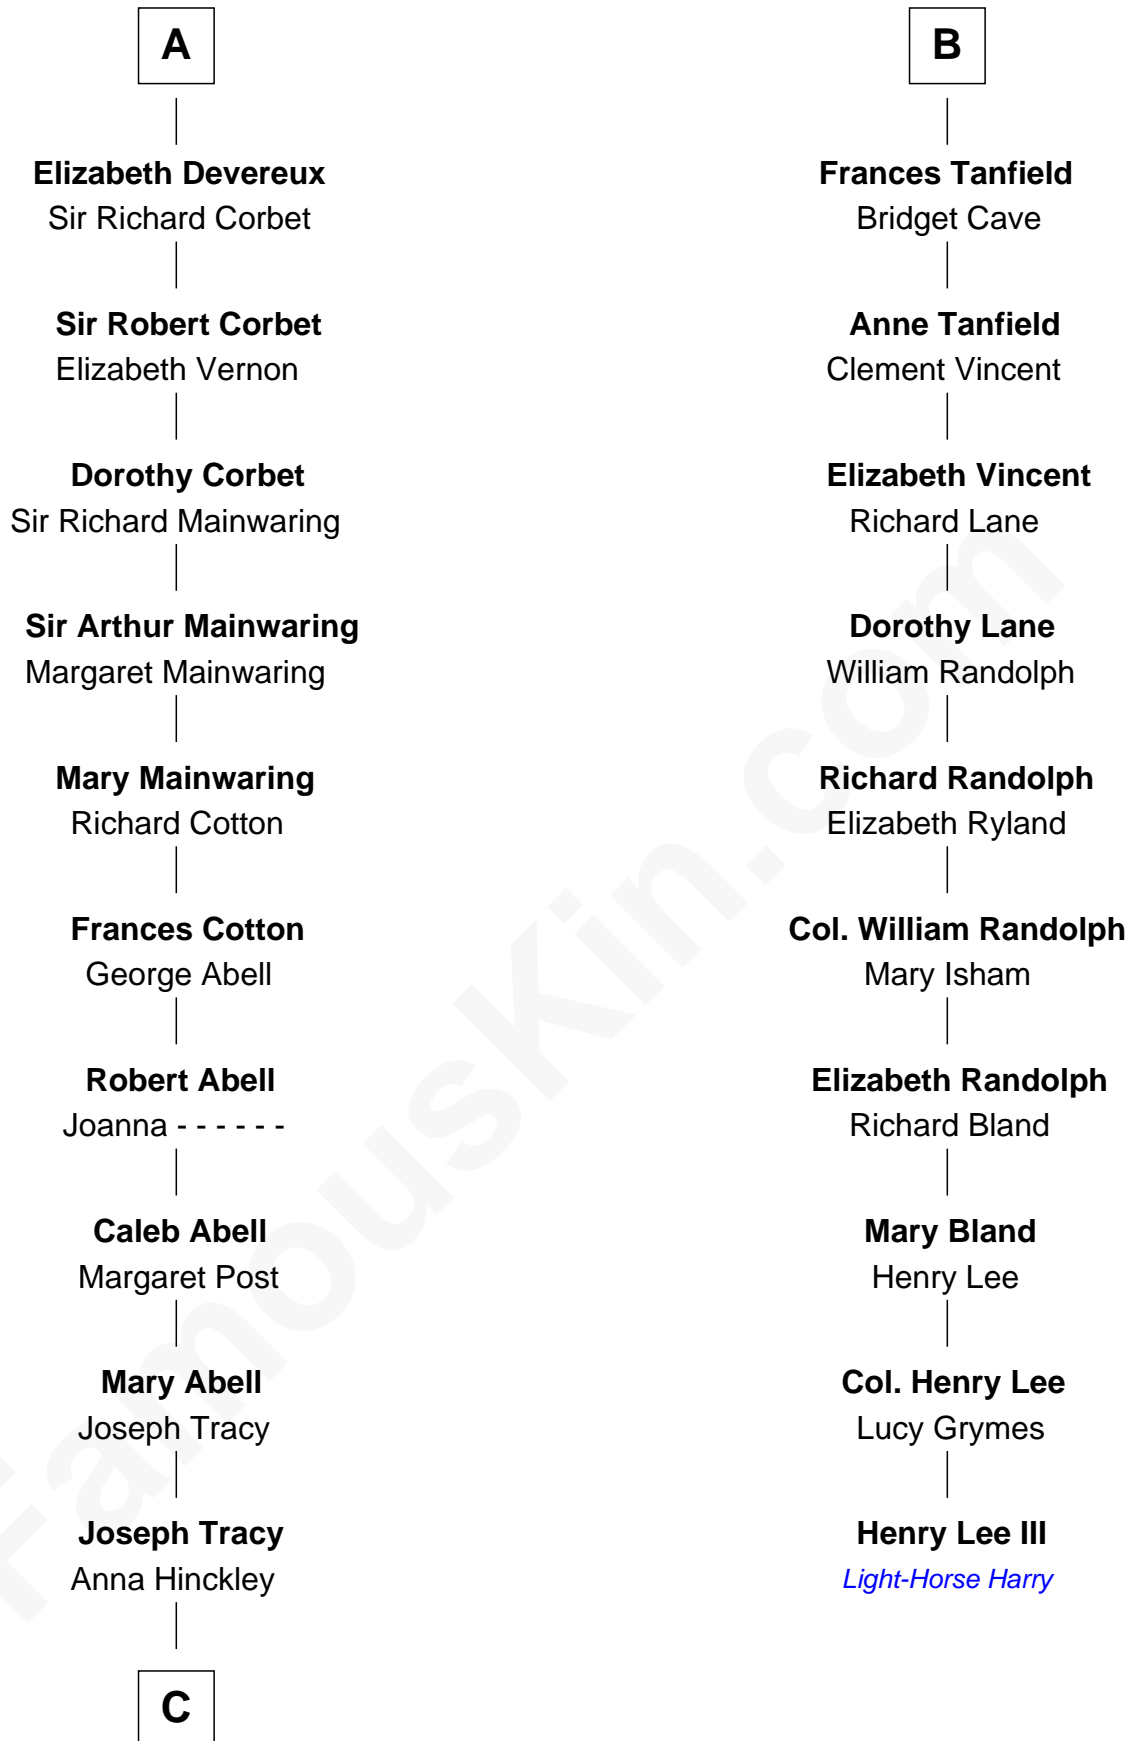 A
Elizabeth Devereux
Sir Richard Corbet
Sir Robert Corbet
Elizabeth Vernon
Dorothy Corbet
Sir Richard Mainwaring
Sir Arthur Mainwaring
Margaret Mainwaring
Mary Mainwaring
Richard Cotton
Frances Cotton
George Abell
Robert Abell
Joanna - - - - - -
Caleb Abell
Margaret Post
Mary Abell
Joseph Tracy
Joseph Tracy
Anna Hinckley
C
B
Frances Tanfield
Bridget Cave
Anne Tanfield
Clement Vincent
Elizabeth Vincent
Richard Lane
Dorothy Lane
William Randolph
Richard Randolph
Elizabeth Ryland
Col. William Randolph
Mary Isham
Elizabeth Randolph
Richard Bland
Mary Bland
Henry Lee
Col. Henry Lee
Lucy Grymes
Henry Lee III
Light-Horse Harry
FamousKin.com